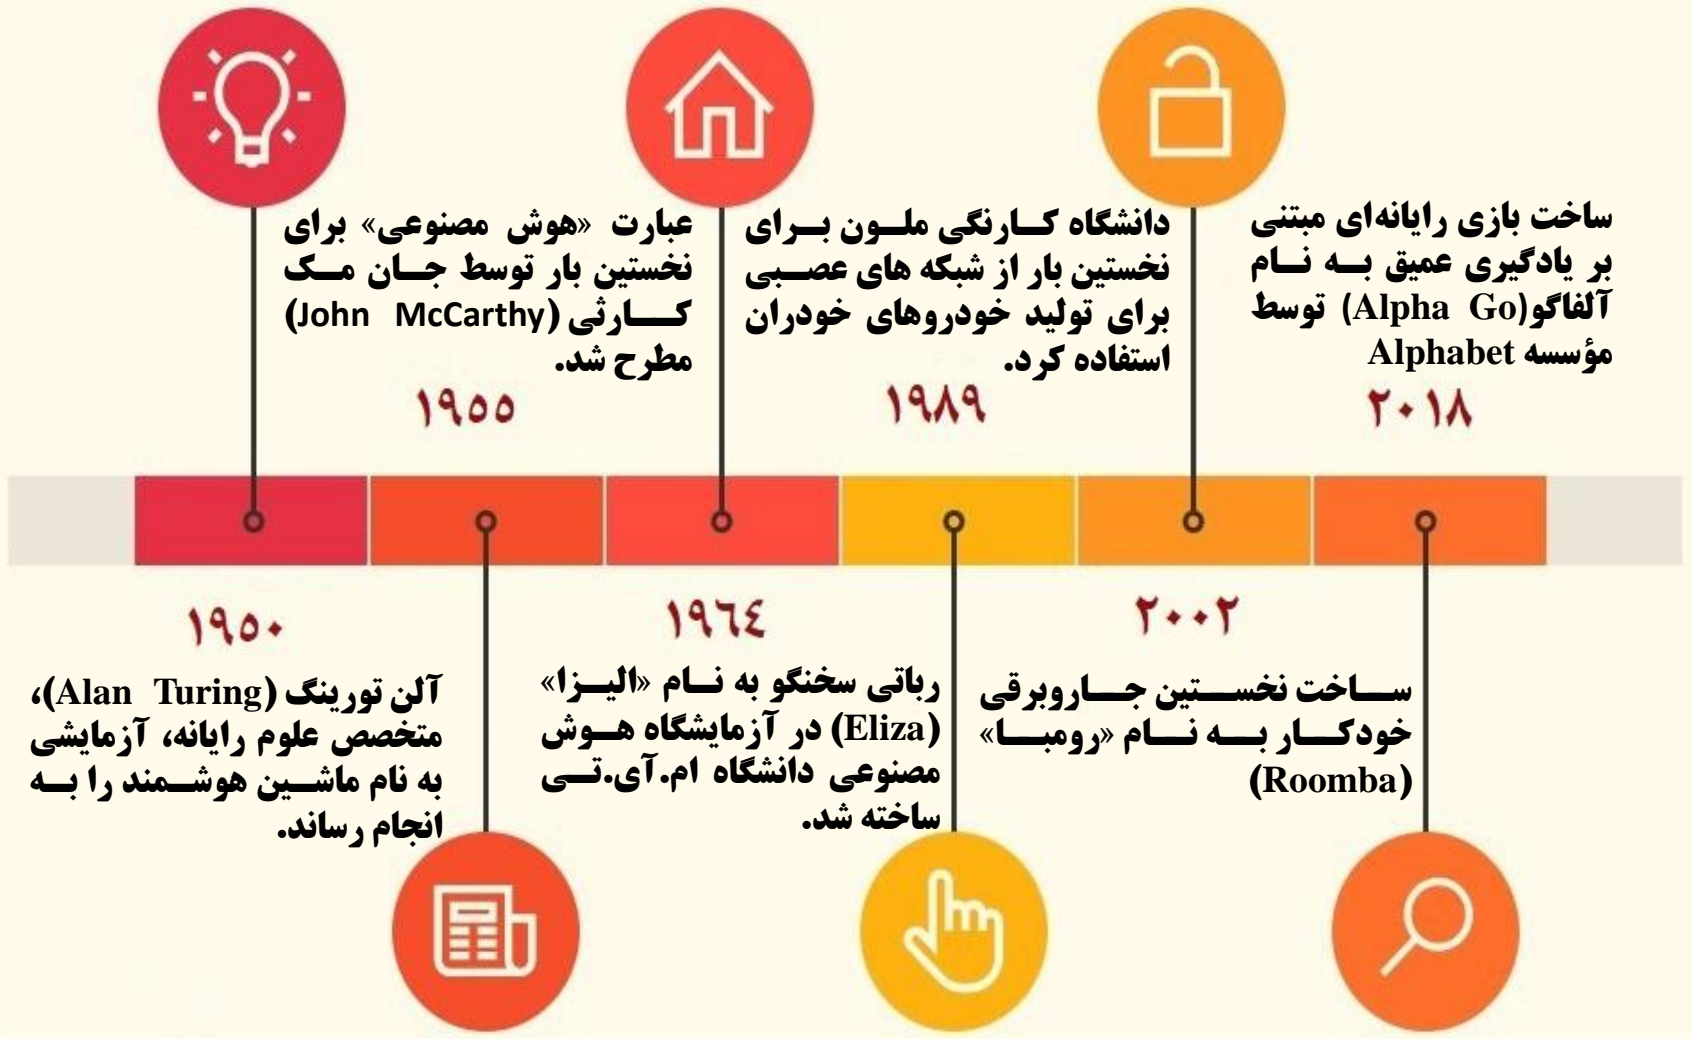 ۱۹۵۰
آلن تورینگ (Alan Turing)،
متخصص علوم رایانه، آزمایشی
به نام ماشین هوشمند را به
انجام رساند.
عبارت «هوش مصنوعی» برای
نخستین بار توسط جان مک
کارثی (John McCarthy)
مطرح شد.
۱۹۵۵
۱۹٦٤
رباتی سخنگو به نام «الیزا»
(Eliza) در آزمایشگاه هوش
مصنوعی دانشگاه ام.آی.تی
ساخته شد.
دانشگاه کارنگی ملون برای
نخستین بار از شبکه های عصبی
برای تولید خودروهای خودران
استفاده کرد.
۱۹۸۹
۲۰۰۲
ساخت نخستین جاروبرقی
خودکار به نام «رومبا»
(Roomba)
ساخت بازی رایانه‌ای مبتنی
بر یادگیری عمیق به نام
آلفاگو(Alpha Go) توسط
مؤسسه Alphabet
۲۰۱۸